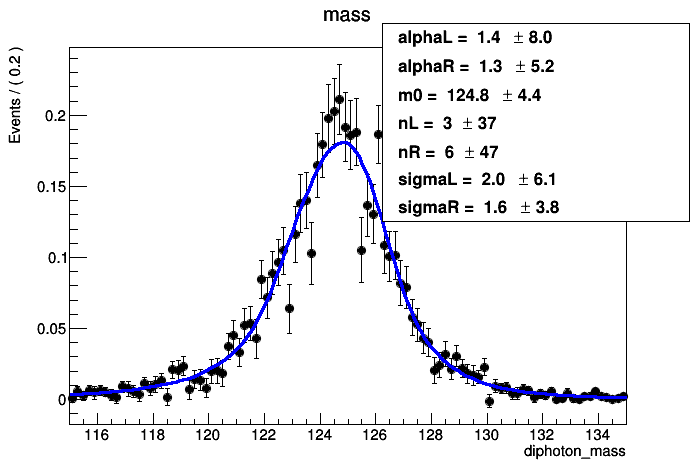 mass
alphaL = 1.4 ± 8.0
alphaR = 1.3 ± 5.2
m0 = 124.8 ± 4.4
nL = 3 ± 37
nR = 6 ± 47
sigmaL = 2.0 ± 6.1
sigmaR = 1.6 ± 3.8
Events / ( 0.2 )
0.2
0.15
0.1
0.05
0
116 118 120 122 124 126 128 130 132 134
diphoton_mass